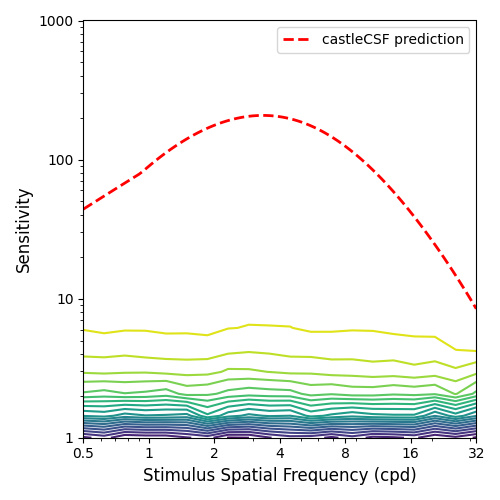 1000
castleCSF prediction
100
Sensitivity
10
1
0.5 1 2 4 8 16 32
Stimulus Spatial Frequency (cpd)